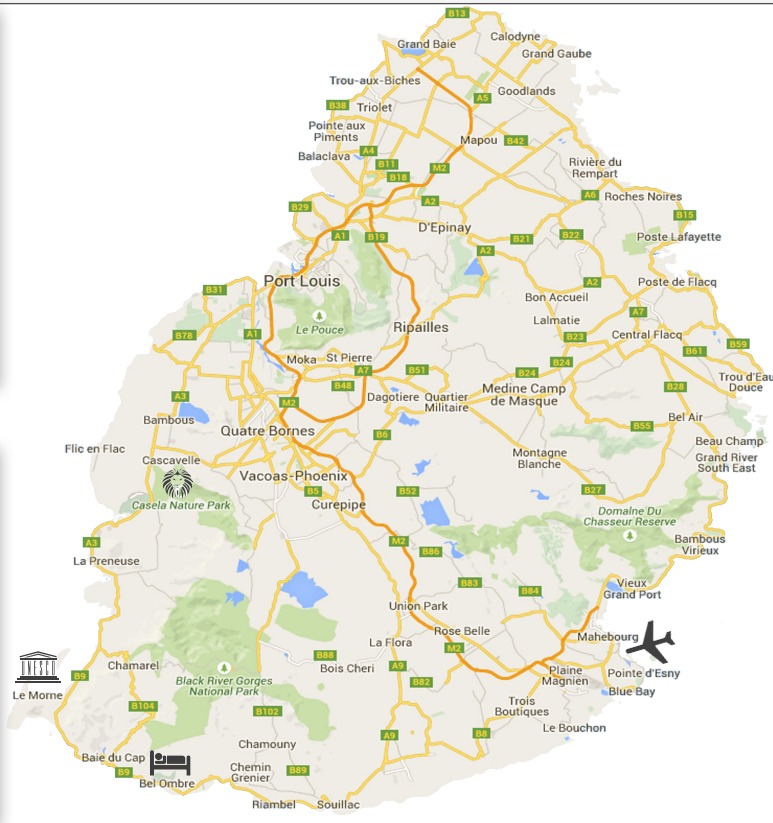 B13
Calodyne
Grand Baie
Grand Gaube
Trou-aux-Biches
Goodlands
A5
B38
Triolet
Pointe aux
Piments
Mapou
B42
A4
Balaclava
B11
M2
Rivière du
Rempart
B18
A6
Roches Noires
A2
B29
B15
D'Epinay
A1
B19
B21
B22
Poste Lafayette
A2
Port Louis
A2
Poste de Flacq
B31
Bon Accueil
A7
Le Pouce
Lalmatie
Ripailles
B78
A1
B23
Central Flacq
B59
B61
Moka
St Pierre
B24
A7
B51
B24
Trou d'Eau
Douce
B48
Medine Camp
de Masque
B28
A3
Dagotiere
Quartier
Militaire
M2
Bambous
Bel Air
B55
Quatre Bornes
B6
Beau Champ
Flic en Flac
Montagne
Blanche
Grand River
South East
Cascavelle
Vacoas-Phoenix
B5
B52
B27
Casela Nature Park
Curepipe
Domaine Du
Chasseur Reserve
A3
M2
Bambous
Virieux
B86
La Preneuse
B83
Vieux
Grand Port
B84
Union Park
Rose Belle
Mahebourg
La Flora
UNESCO
M2
B88
Chamarel
A9
Bois Cheri
Plaine
Magnien
Pointe d'Esny
B9
Black River Gorges
National Park
B82
Blue Bay
Le Morne
B104
B102
Trois
Boutiques
A9
B8
Le Bouchon
Chamouny
Baie du Cap
Chemin
Grenier
B89
B9
Bel Ombre
Riambel
Souillac